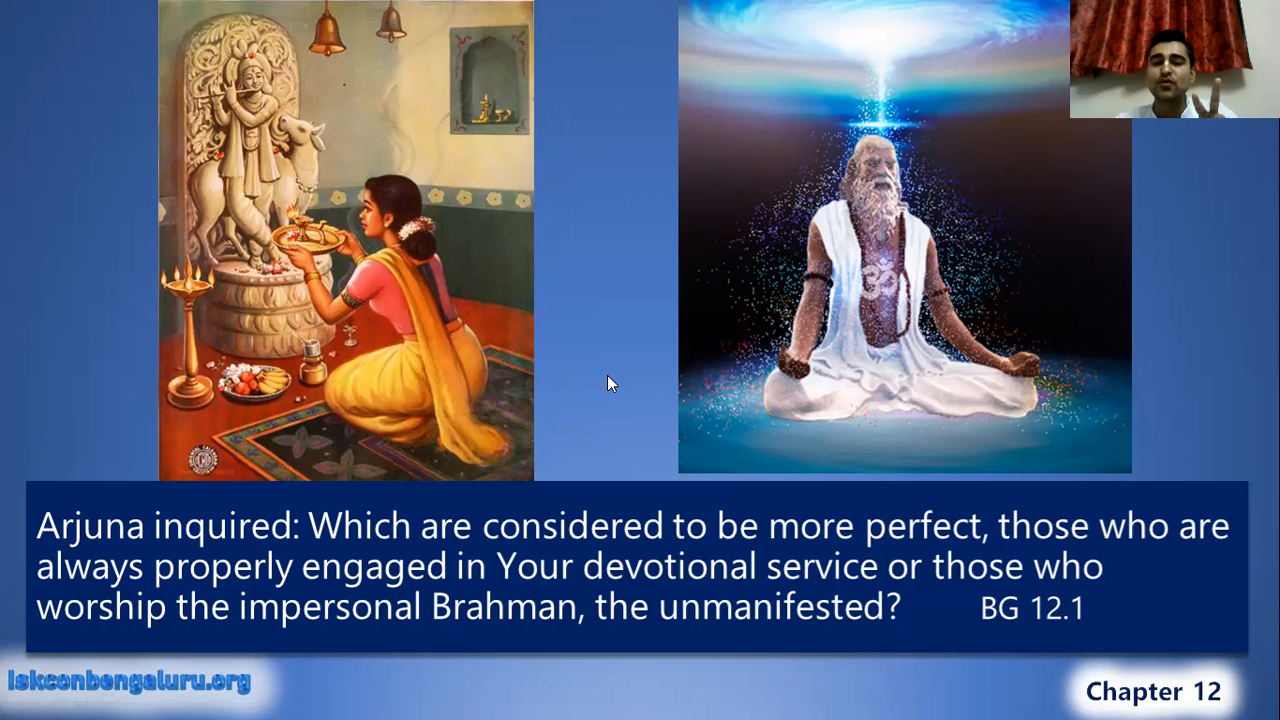 ॐ
Arjuna inquired: Which are considered to be more perfect, those who are
always properly engaged in Your devotional service or those who
worship the impersonal Brahman, the unmanifested? BG 12.1
Iskconbengaluru.org
Chapter 12